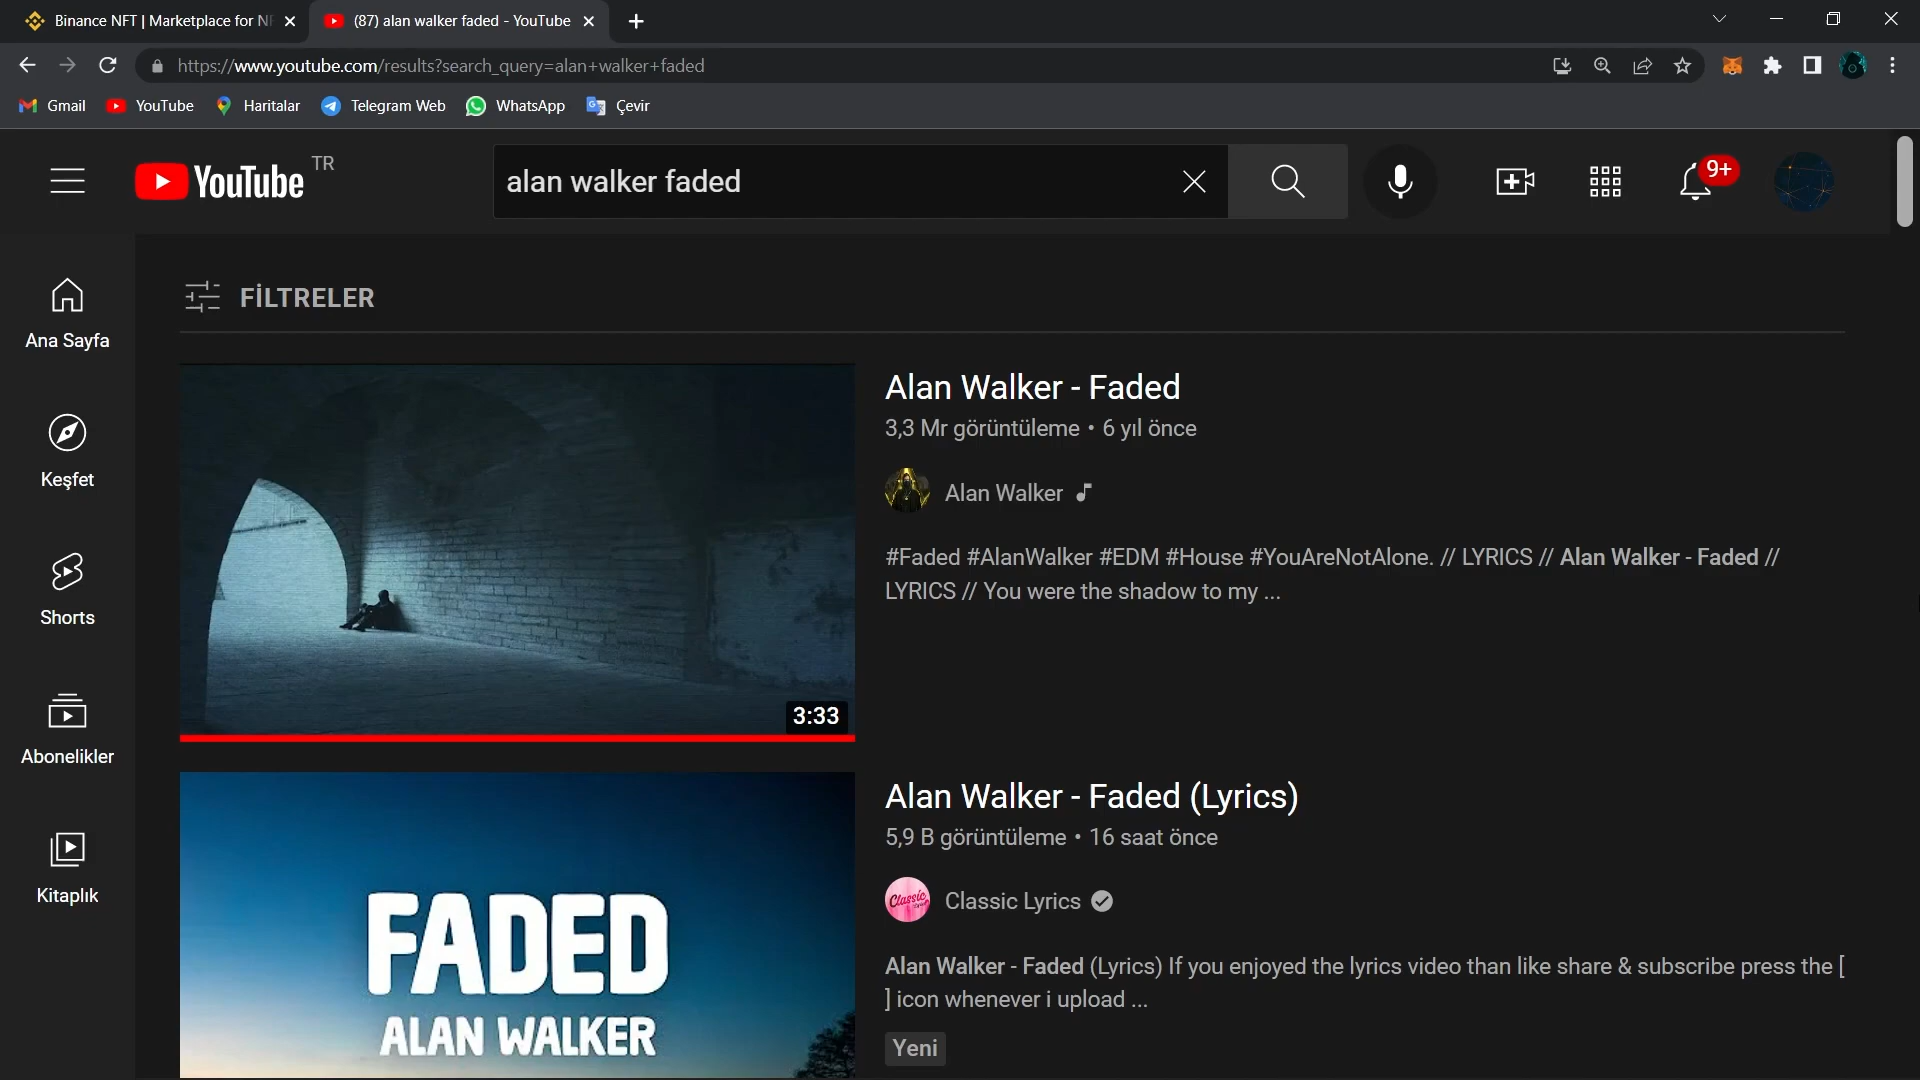 Binance NFT | Marketplace for NF
(87) alan walker faded - YouTube
https://www.youtube.com/results?search_query=alan+walker+faded
Gmail
YouTube
Haritalar
Telegram Web
WhatsApp
Çevir
YouTube TR
alan walker faded
9+
FİLTRELER
Ana Sayfa
Keşfet
Shorts
Abonelikler
Kitaplık
3:33
Alan Walker - Faded
3,3 Mr görüntüleme • 6 yıl önce
Alan Walker
#Faded #AlanWalker #EDM #House #YouAreNotAlone. // LYRICS // Alan Walker - Faded //
LYRICS // You were the shadow to my ...
FADED
ALAN WALKER
Alan Walker - Faded (Lyrics)
5,9 B görüntüleme • 16 saat önce
Classic
Classic Lyrics
Alan Walker - Faded (Lyrics) If you enjoyed the lyrics video than like share & subscribe press the [
] icon whenever i upload ...
Yeni